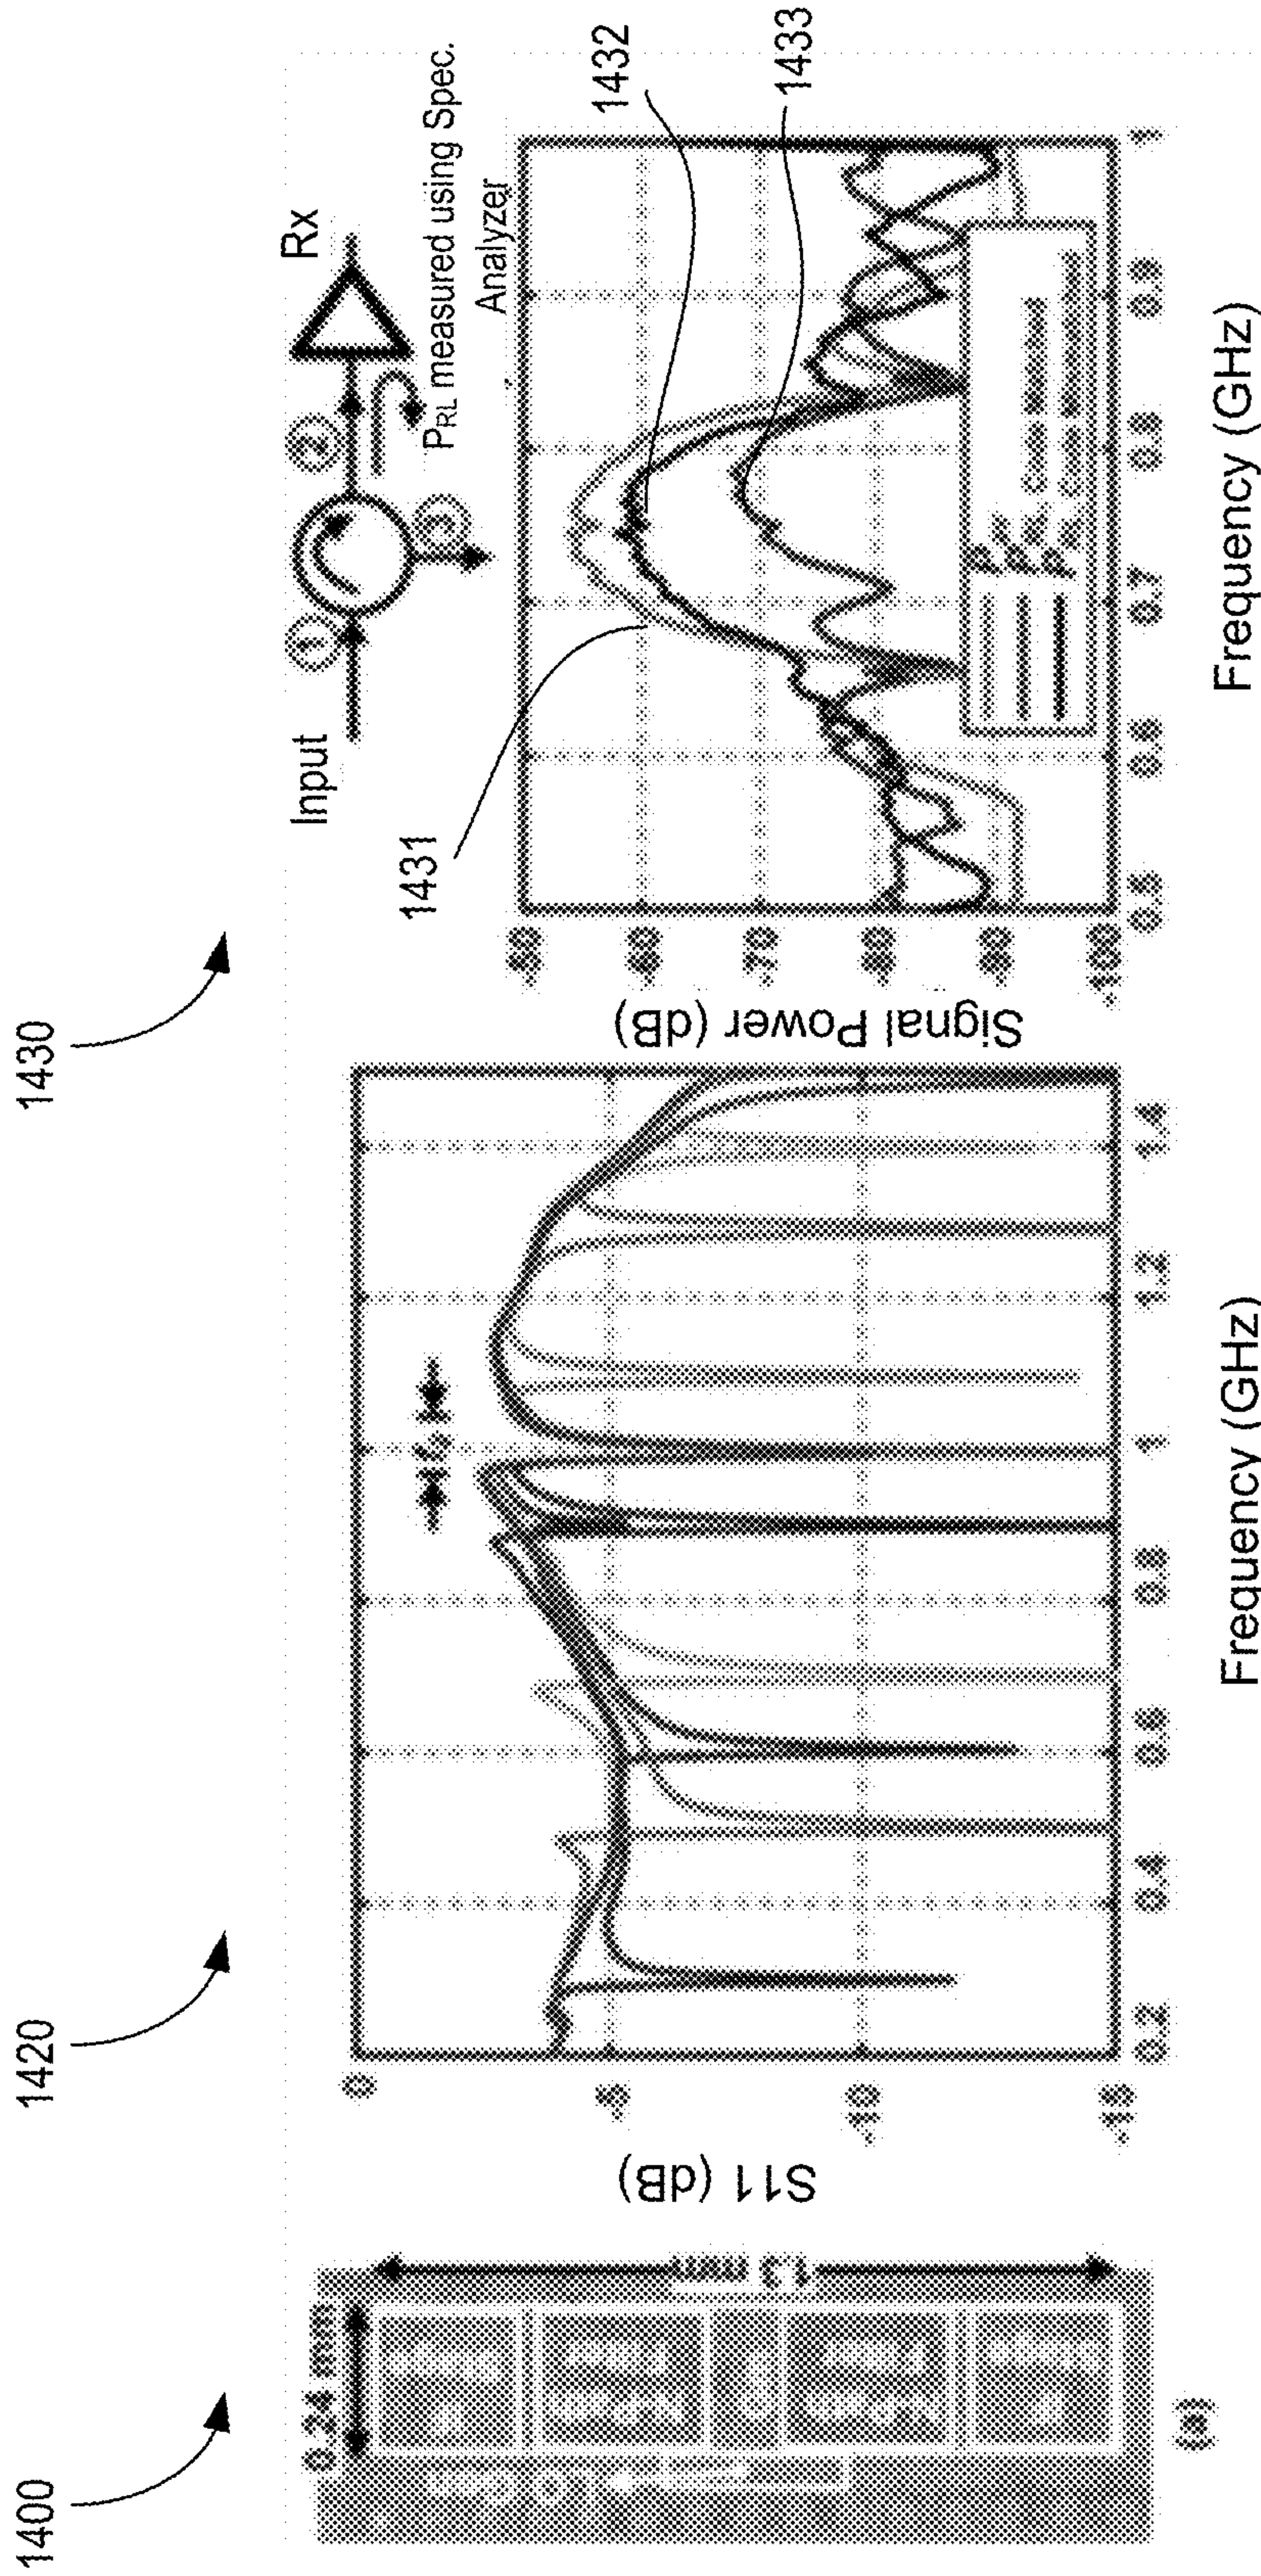 1400
1420
1430
0.24 mm
1.3 mm
(a)
S11 (dB)
0
-5
-10
-15
0.2
0.4
0.6
0.8
1
1.2
1.4
Frequency (GHz)
Input
①
②
③
Rx
PRL measured using Spec.
Analyzer
1431
1432
1433
Signal Power (dB)
-50
-60
-70
-80
-90
-100
0.5
0.6
0.7
0.8
0.9
1
Frequency (GHz)